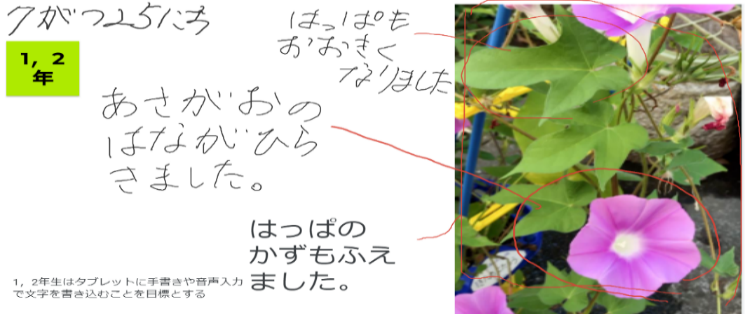 7がつ25にち
はっぱも
おおきく
なりました
1，2
年
あさがおの
はながひら
きました。
はっぱの
かずもふえ
ました。
1，2年生はタブレットに手書きや音声入力
で文字を書き込むことを目標とする